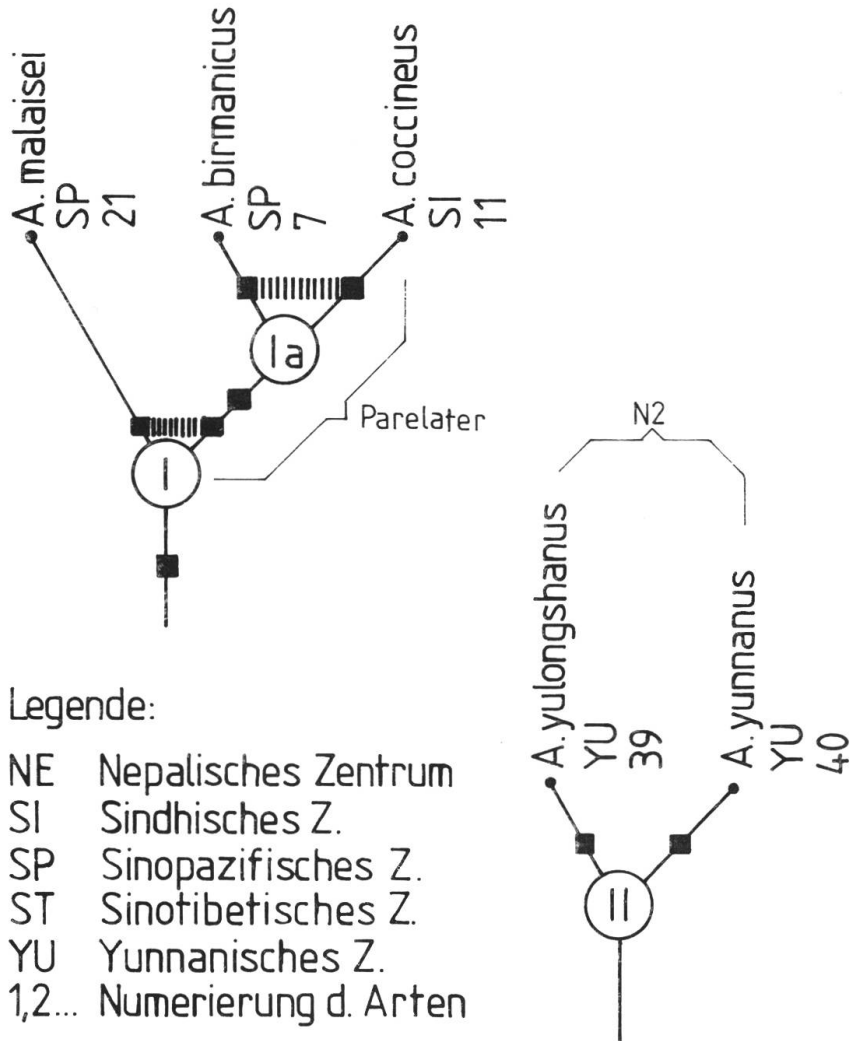 A. malaisei
SP
21
A. birmanicus
SP
7
A. coccineus
SI
11
Ia
Parelater
I
N2
A. yulongshanus
YU
39
A. yunnanus
YU
40
II
Legende:
NE Nepalisches Zentrum
SI Sindhisches Z.
SP Sinopazifisches Z.
ST Sinotibetisches Z.
YU Yunnanisches Z.
1,2... Numerierung d. Arten